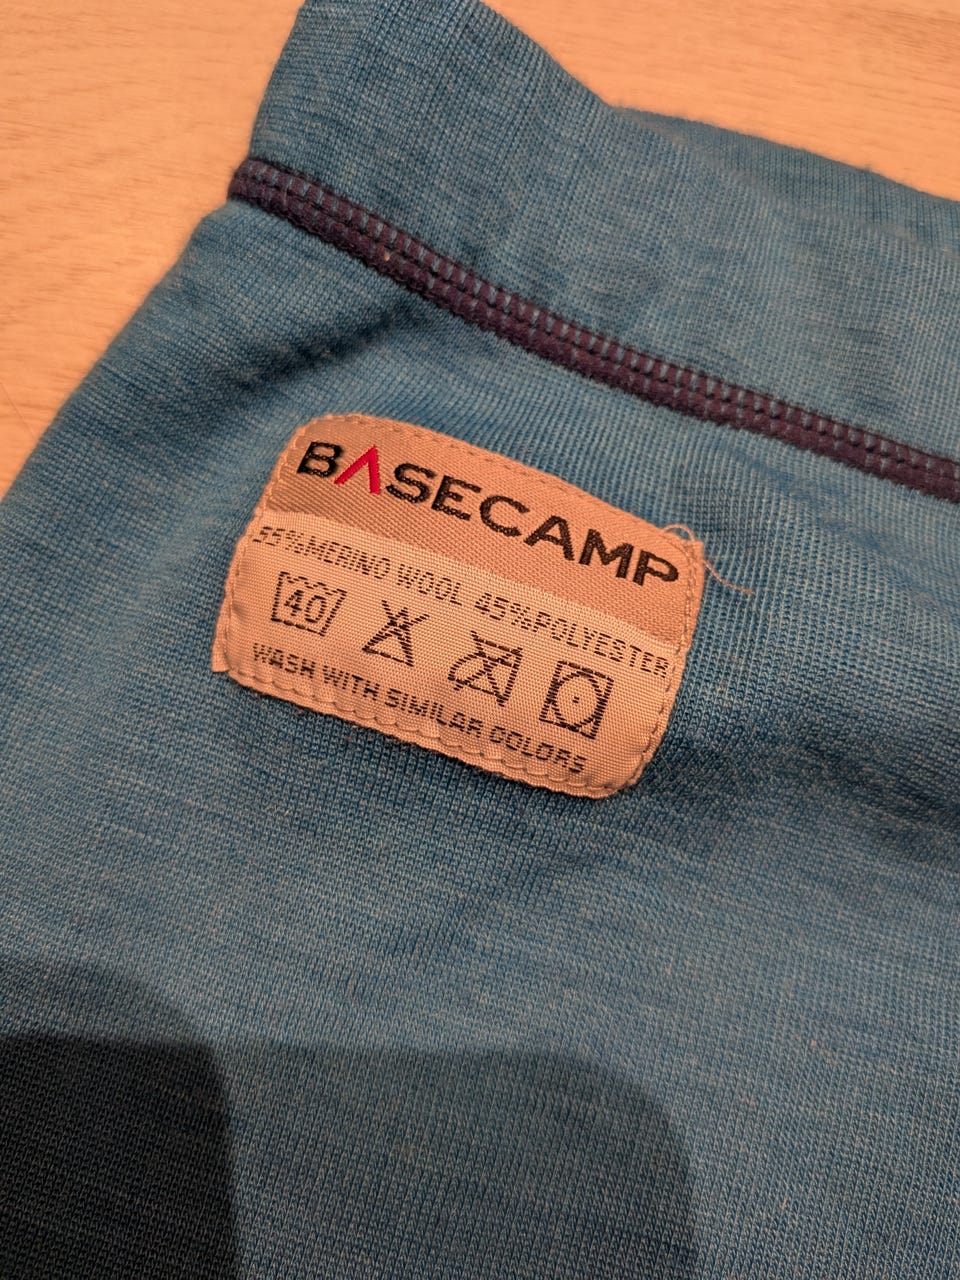 BASECAMP
55%MERINO WOOL 45%POLYESTER
40
WASH WITH SIMILAR COLORS